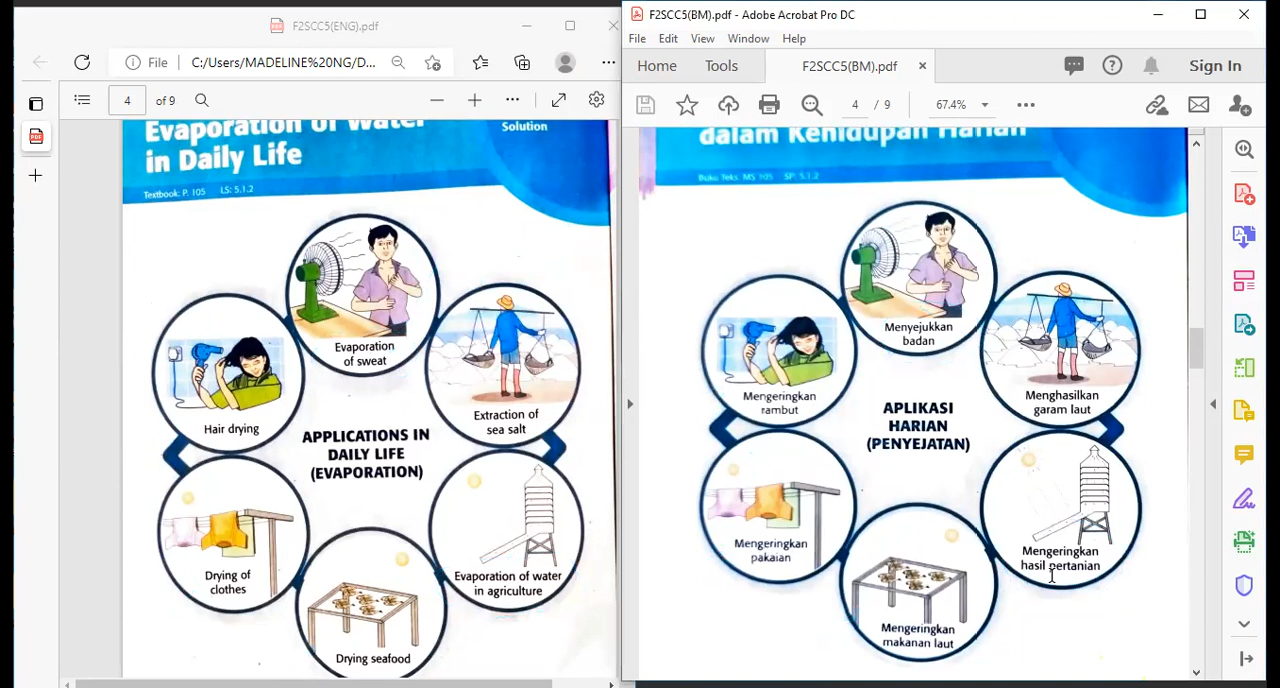 F2SCC5(ENG).pdf
File
C:/Users/MADELINE%20NG/D...
4 of 9
Evaporation of Water
in Daily Life
Solution
Textbook: P. 105 LS: 5.1.2
Evaporation
of sweat
Hair drying
Extraction of
sea salt
APPLICATIONS IN
DAILY LIFE
(EVAPORATION)
Drying of
clothes
Evaporation of water
in agriculture
Drying seafood
F2SCC5(BM).pdf - Adobe Acrobat Pro DC
File Edit View Window Help
Home Tools F2SCC5(BM).pdf × Sign In
4 / 9 67.4%
dalam Kehidupan Harian
Buku Teks: MS 105 SP: 5.1.2
Menyejukkan
badan
Mengeringkan
rambut
Menghasilkan
garam laut
APLIKASI
HARIAN
(PENYEJATAN)
Mengeringkan
pakaian
Mengeringkan
hasil pertanian
Mengeringkan
makanan laut